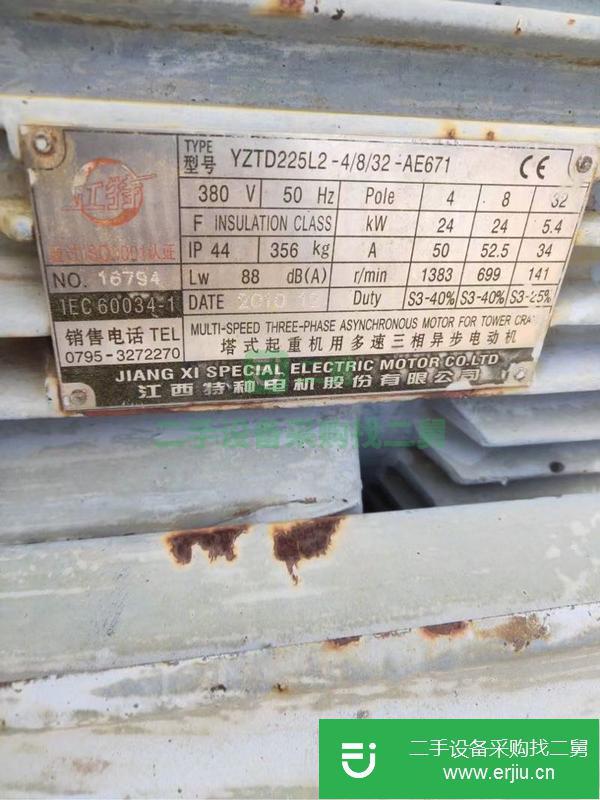 TYPE
型号 YZTD225L2-4/8/32-AE671 CE
380 V 50 Hz Pole 4 8 32
F INSULATION CLASS kW 24 24 5.4
IP 44 356 kg A 50 52.5 34
NO. 16794 Lw 88 dB(A) r/min 1383 699 141
IEC 60034-1 DATE 2010 12 Duty S3-40% S3-40% S3-25%
销售电话 TEL
0795-3272270
MULTI-SPEED THREE-PHASE ASYNCHRONOUS MOTOR FOR TOWER
塔式起重机用多速三相异步电动机
JIANG XI SPECIAL ELECTRIC MOTOR CO.LTD
江西特种电机股份有限公司
二手设备采购找二舅
二手设备采购找二舅
www.erjiu.cn